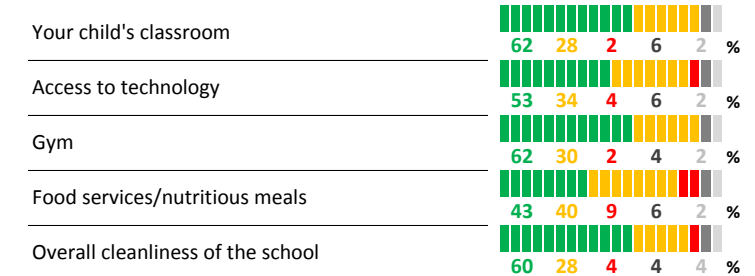 Your child's classroom
62 28 2 6 2 %
Access to technology
53 34 4 6 2 %
Gym
62 30 2 4 2 %
Food services/nutritious meals
43 40 9 6 2 %
Overall cleanliness of the school
60 28 4 4 4 %